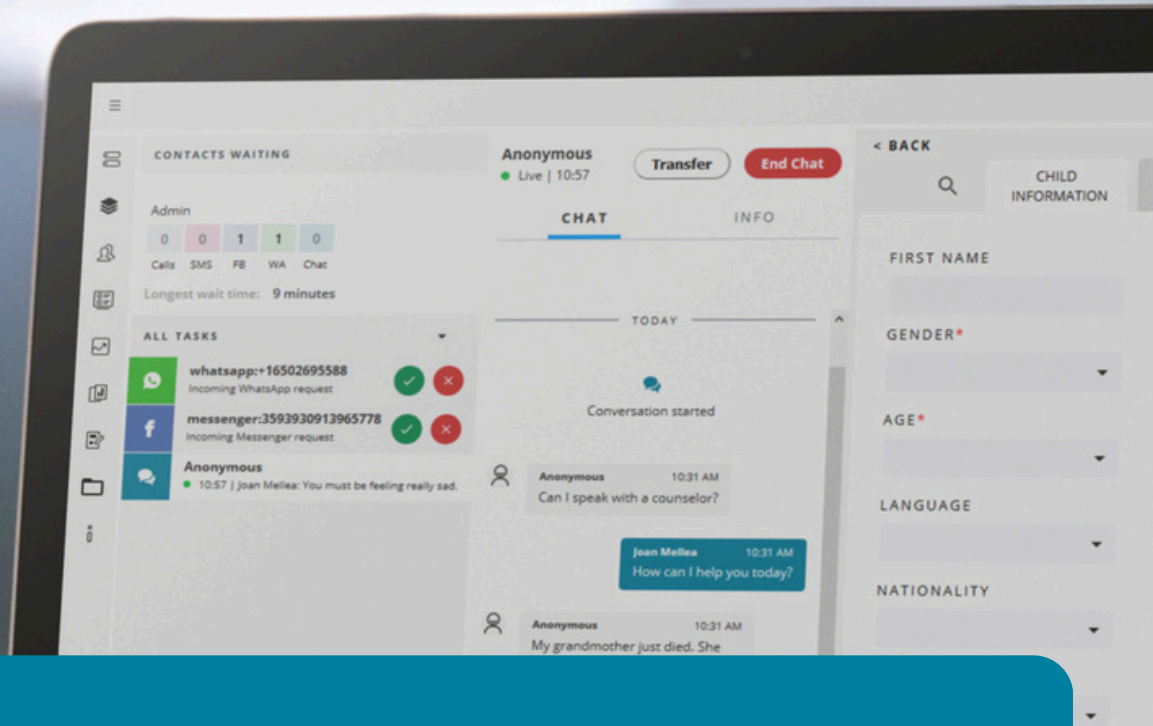 CONTACTS WAITING
Admin
0 0 1 1 0
Calls SMS FB WA Chat
Longest wait time: 9 minutes
ALL TASKS
whatsapp:+16502695588
Incoming WhatsApp request
messenger:3593930913965778
Incoming Messenger request
Anonymous
10:57 | Joan Mellea: You must be feeling really sad.
Anonymous
Live | 10:57
Transfer
End Chat
CHAT INFO
TODAY
Conversation started
Anonymous 10:31 AM
Can I speak with a counselor?
Joan Mellea 10:31 AM
How can I help you today?
Anonymous 10:31 AM
My grandmother just died. She
< BACK
CHILD
INFORMATION
FIRST NAME
GENDER*
AGE*
LANGUAGE
NATIONALITY